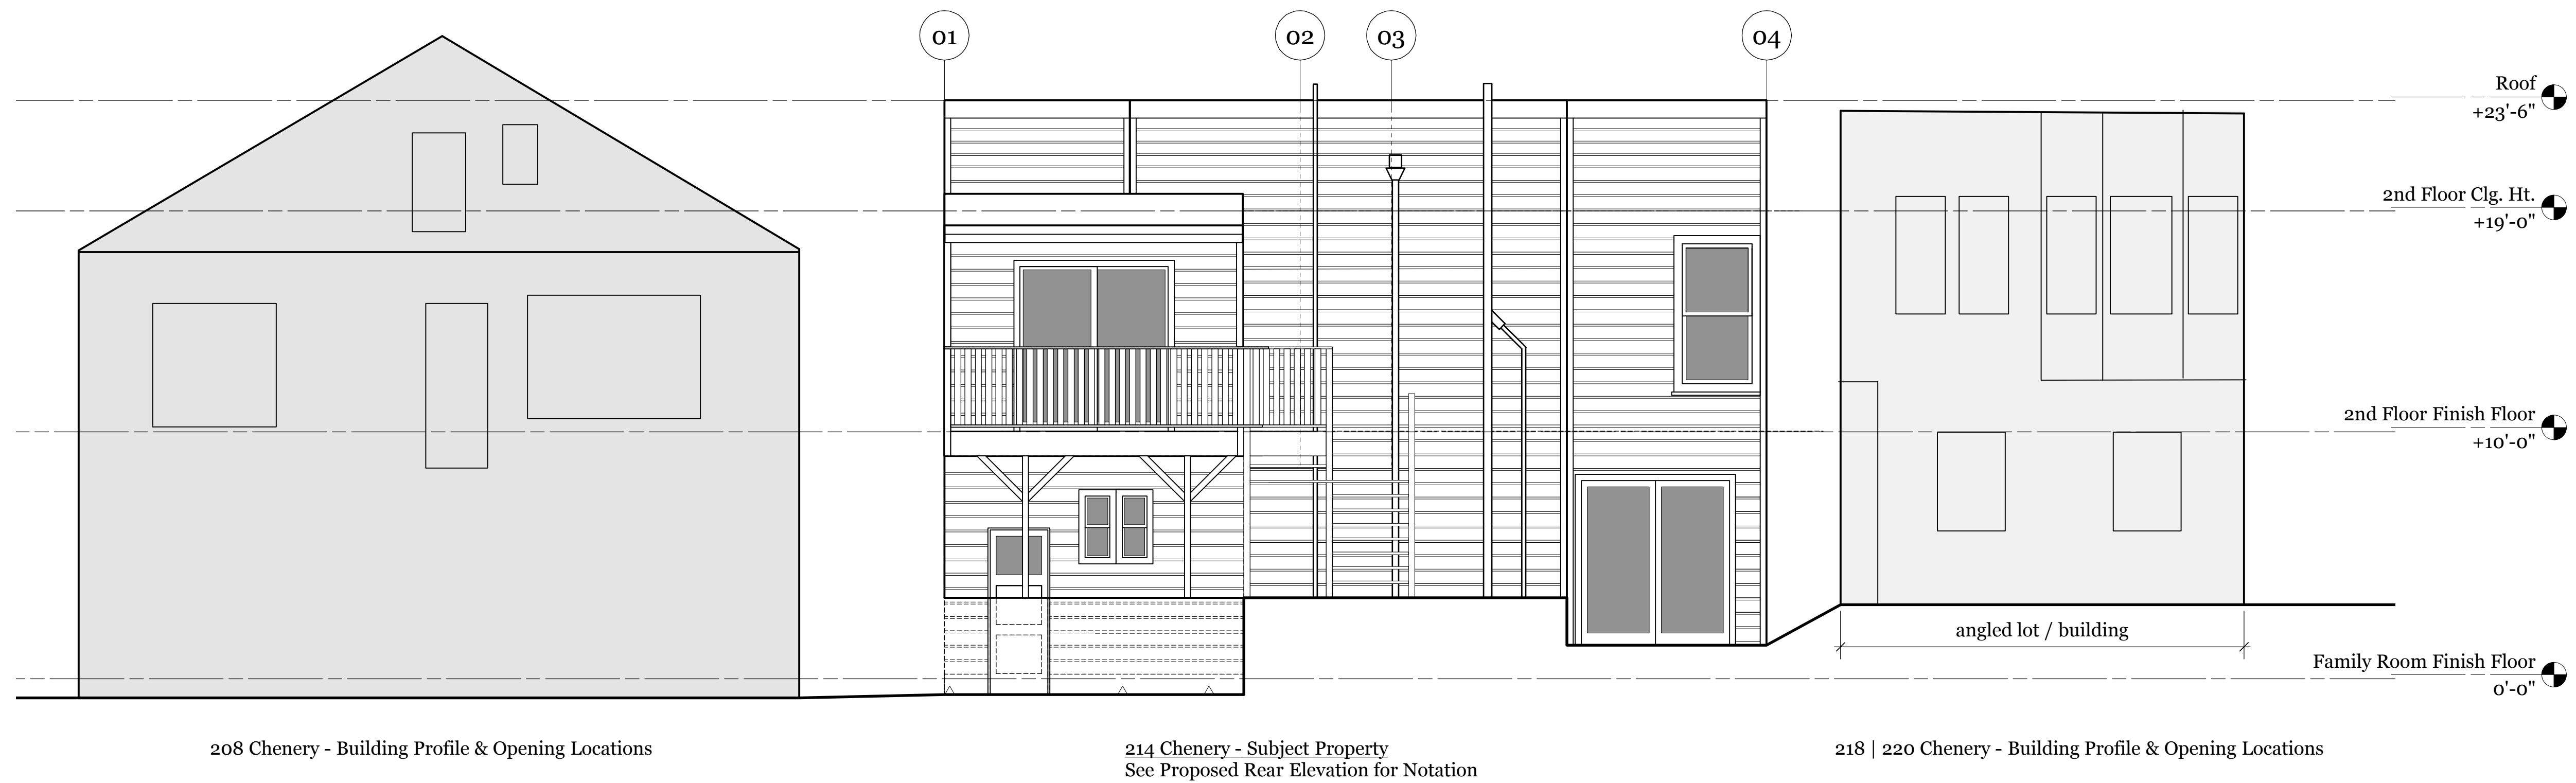 01
02
03
04
Roof
+23'-6"
2nd Floor Clg. Ht.
+19'-0"
2nd Floor Finish Floor
+10'-0"
angled lot / building
Family Room Finish Floor
0'-0"
208 Chenery - Building Profile & Opening Locations
214 Chenery - Subject Property
See Proposed Rear Elevation for Notation
218 | 220 Chenery - Building Profile & Opening Locations